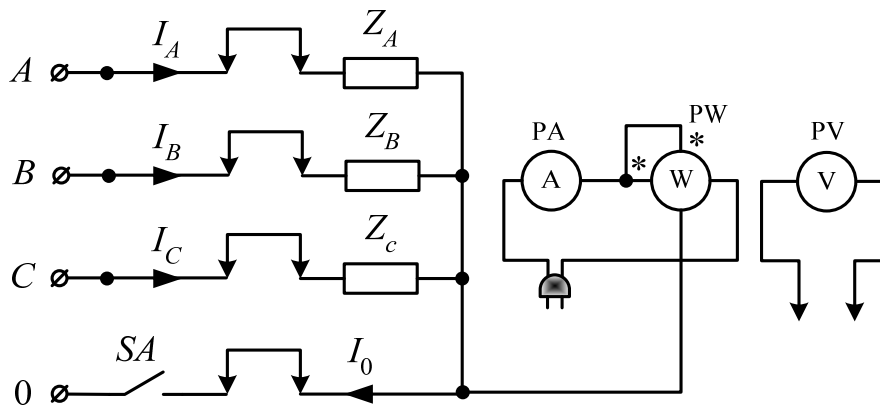 A I_A Z_A
B I_B Z_B
C I_C Z_c
0 SA I_0
PA A
* * PW W
PV V